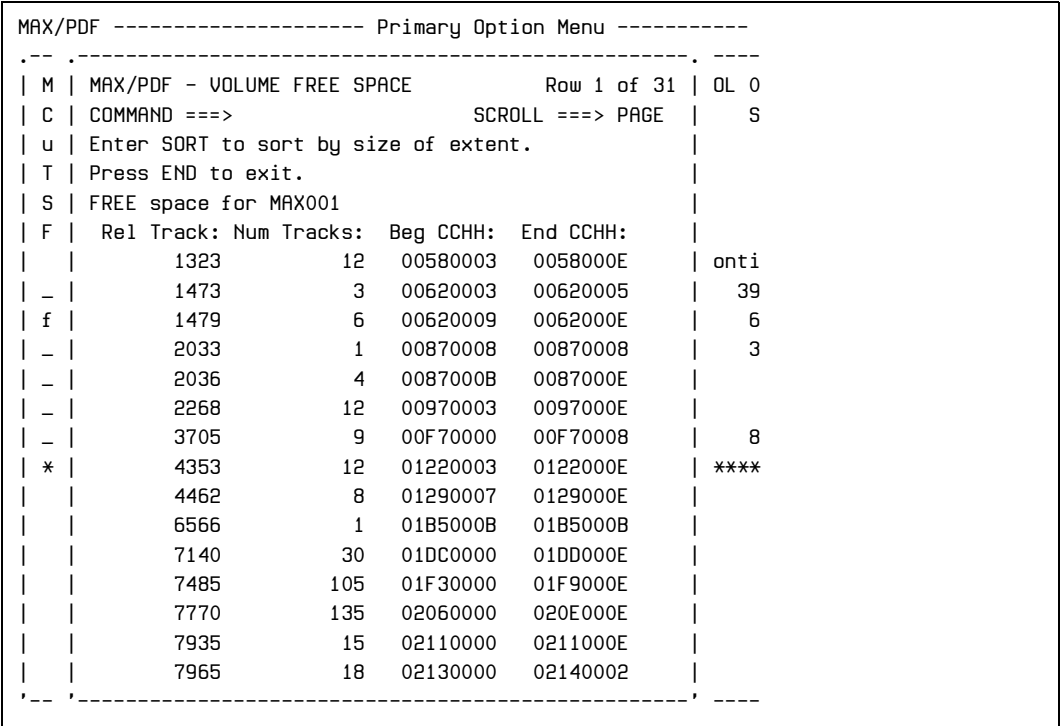 MAX/PDF -------------------- Primary Option Menu -----------
.-- .-------------------------------------------------. ----
| M | MAX/PDF - VOLUME FREE SPACE            Row 1 of 31 | OL 0
| C | COMMAND ===>                    SCROLL ===> PAGE   |    S
| u | Enter SORT to sort by size of extent.              |
| T | Press END to exit.                                 |
| S | FREE space for MAX001                              |
| F |  Rel Track: Num Tracks:  Beg CCHH:  End CCHH:      |
|   |        1323          12   00580003   0058000E      | onti
| _ |        1473           3   00620003   00620005      |   39
| f |        1479           6   00620009   0062000E      |    6
| _ |        2033           1   00870008   00870008      |    3
| _ |        2036           4   0087000B   0087000E      |
| _ |        2268          12   00970003   0097000E      |
| _ |        3705           9   00F70000   00F70008      |    8
| * |        4353          12   01220003   0122000E      | ****
|   |        4462           8   01290007   0129000E      |
|   |        6566           1   01B5000B   01B5000B      |
|   |        7140          30   01DC0000   01DD000E      |
|   |        7485         105   01F30000   01F9000E      |
|   |        7770         135   02060000   020E000E      |
|   |        7935          15   02110000   0211000E      |
|   |        7965          18   02130000   02140002      |
'-- '-------------------------------------------------' ----